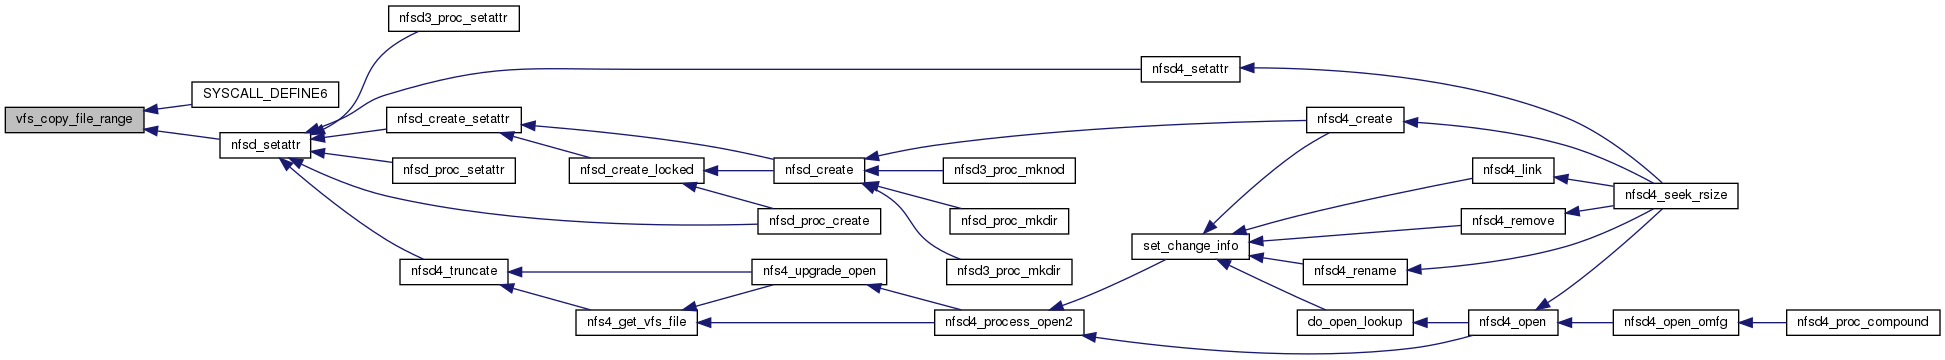 nfsd3_proc_setattr
nfsd4_setattr
SYSCALL_DEFINE6
vfs_copy_file_range
nfsd_create_setattr
nfsd4_create
nfsd_setattr
nfsd_proc_setattr
nfsd_create_locked
nfsd_create
nfsd3_proc_mknod
nfsd4_link
nfsd4_seek_rsize
nfsd_proc_create
nfsd_proc_mkdir
nfsd4_remove
set_change_info
nfsd4_truncate
nfs4_upgrade_open
nfsd3_proc_mkdir
nfsd4_rename
nfs4_get_vfs_file
nfsd4_process_open2
do_open_lookup
nfsd4_open
nfsd4_open_omfg
nfsd4_proc_compound